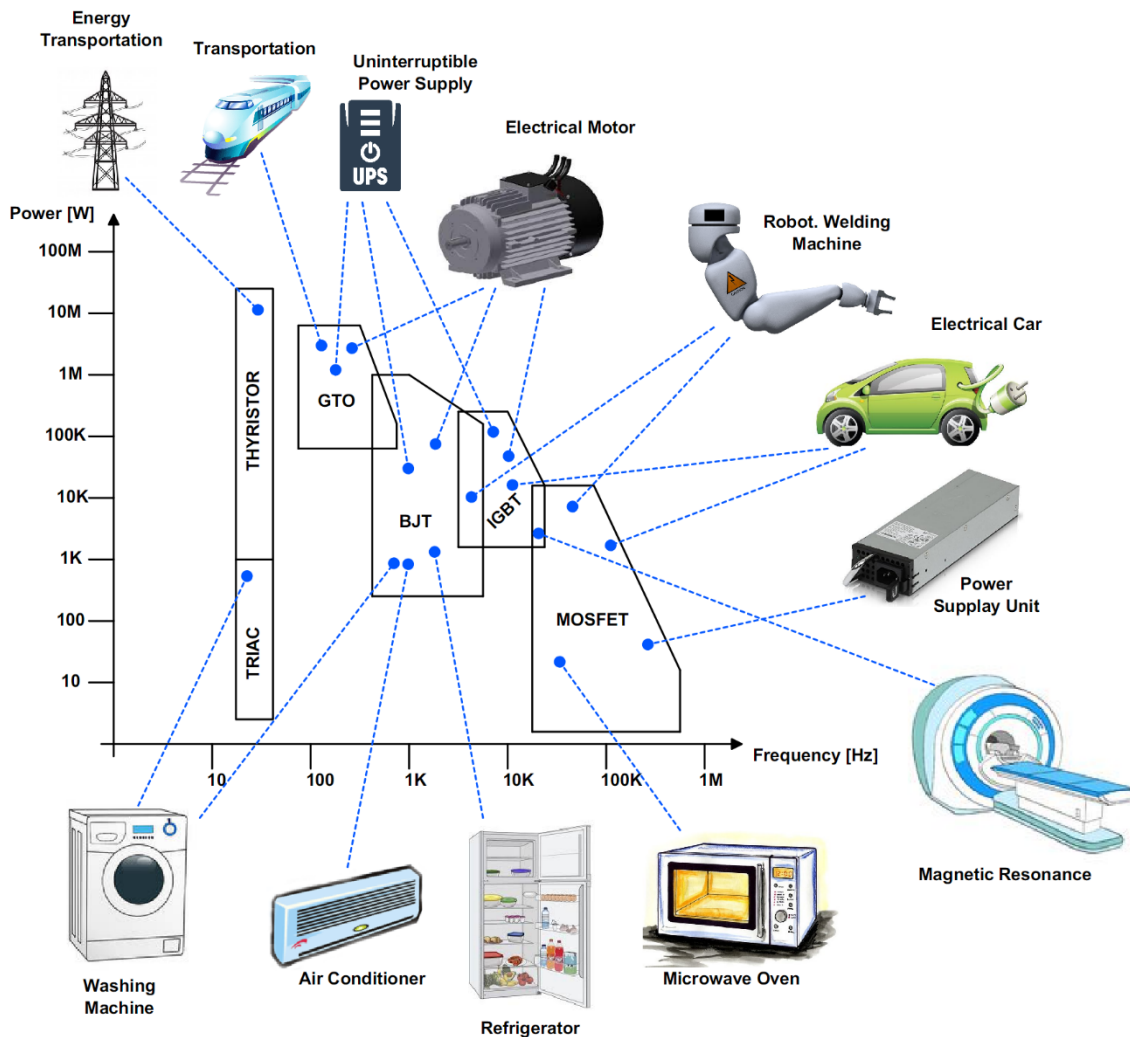 Energy
Transportation
Transportation
Uninterruptible
Power Supply
UPS
Electrical Motor
Robot. Welding
Machine
Electrical Car
Power [W]
100M
10M
1M
100K
10K
1K
100
10
THYRISTOR
TRIAC
GTO
BJT
IGBT
MOSFET
Power
Supplay Unit
10
100
1K
10K
100K
1M
Frequency [Hz]
Magnetic Resonance
Washing
Machine
Air Conditioner
Refrigerator
Microwave Oven